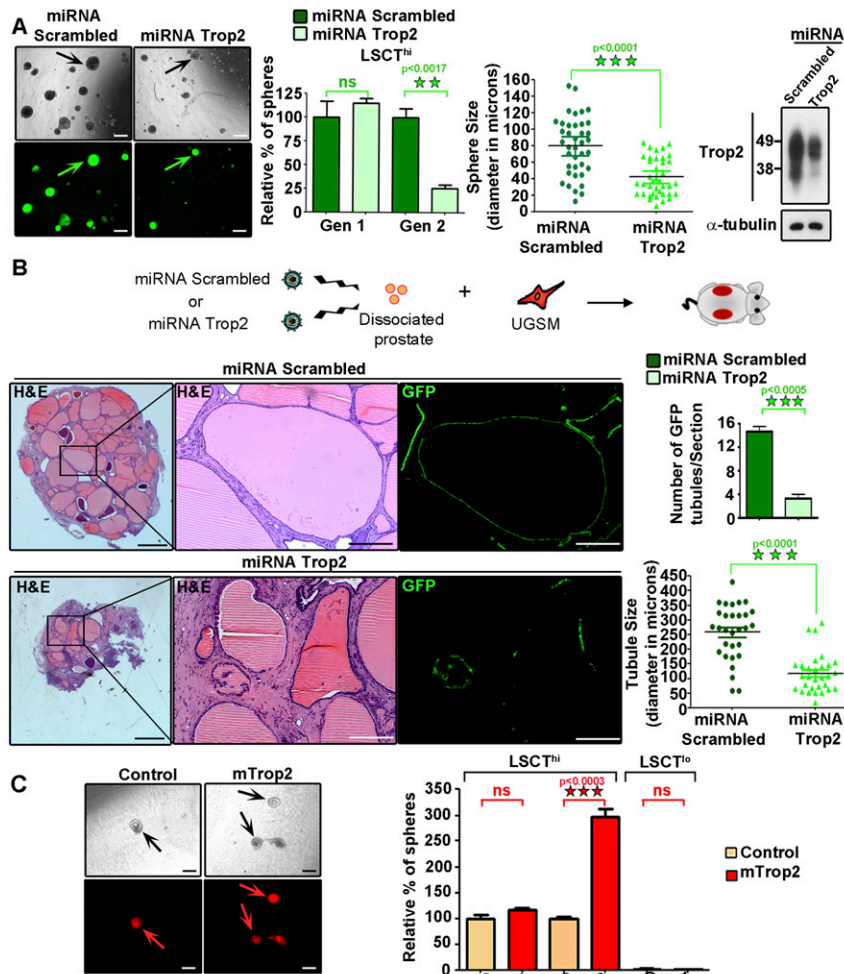 A
miRNA Scrambled
miRNA Trop2
miRNA Scrambled
miRNA Trop2
LSCThi
ns
p<0.0017
Relative % of spheres
125
100
75
50
25
0
Gen 1
Gen 2
p<0.0001
Sphere Size
(diameter in microns)
160
140
120
100
80
60
40
20
0
miRNA Scrambled
miRNA Trop2
miRNA
Scrambled
Trop2
Trop2
49
38
α-tubulin
B
miRNA Scrambled
or
miRNA Trop2
Dissociated
prostate
+
UGSM
miRNA Scrambled
H&E
H&E
GFP
miRNA Trop2
H&E
H&E
GFP
miRNA Scrambled
miRNA Trop2
p<0.0005
Number of GFP
tubules/Section
16
12
8
4
0
p<0.0001
Tubule Size
(diameter in microns)
450
400
350
300
250
200
150
100
50
0
miRNA Scrambled
miRNA Trop2
C
Control
mTrop2
LSCThi
LSCTlo
ns
p<0.0003
ns
Relative % of spheres
350
300
250
200
150
100
50
0
Control
mTrop2